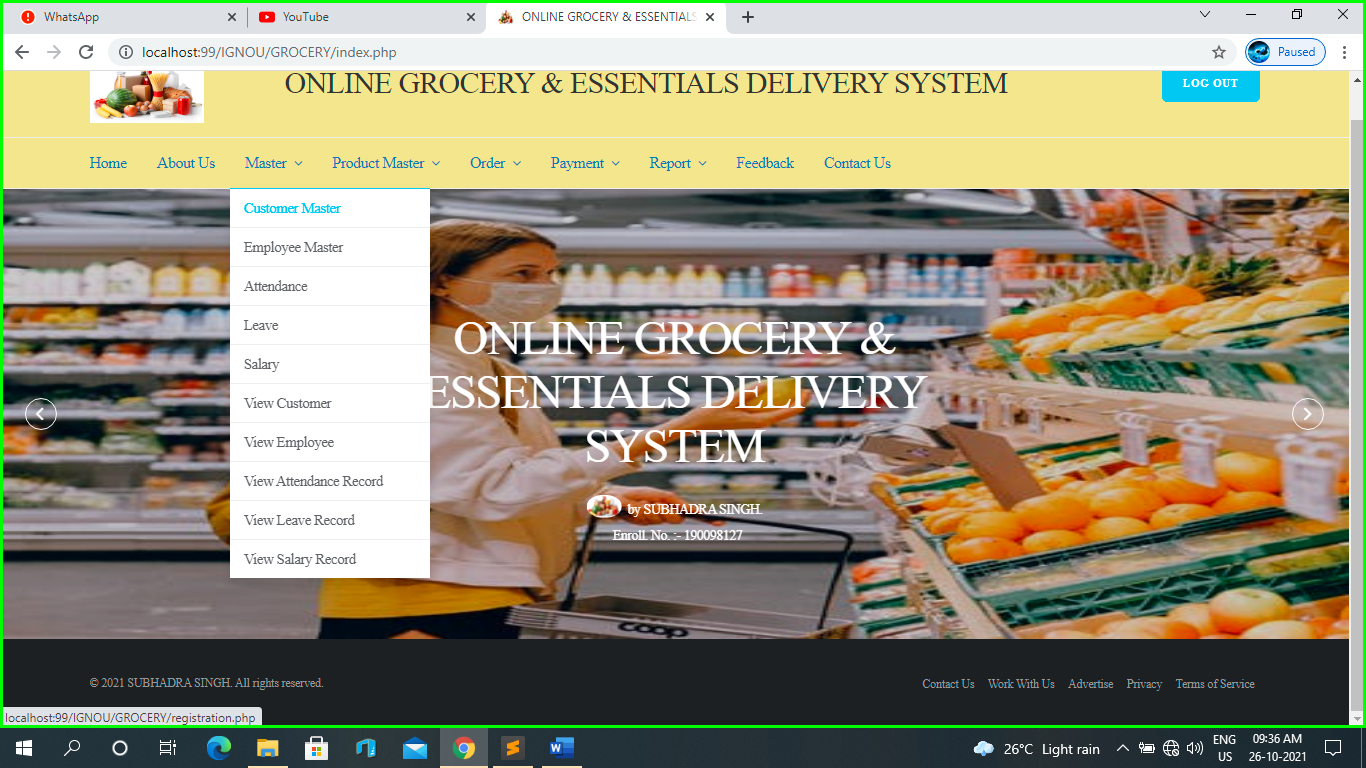 WhatsApp
YouTube
ONLINE GROCERY & ESSENTIALS
localhost:99/IGNOU/GROCERY/index.php
Paused
ONLINE GROCERY & ESSENTIALS DELIVERY SYSTEM
LOG OUT
Home About Us Master Product Master Order Payment Report Feedback Contact Us
Customer Master
Employee Master
Attendance
Leave
Salary
View Customer
View Employee
View Attendance Record
View Leave Record
View Salary Record
ONLINE GROCERY &
ESSENTIALS DELIVERY
SYSTEM
by SUBHADRA SINGH.
Enroll. No. :- 190098127
coop
© 2021 SUBHADRA SINGH. All rights reserved.
Contact Us Work With Us Advertise Privacy Terms of Service
localhost:99/IGNOU/GROCERY/registration.php
26°C Light rain
ENG
US
09:36 AM
26-10-2021